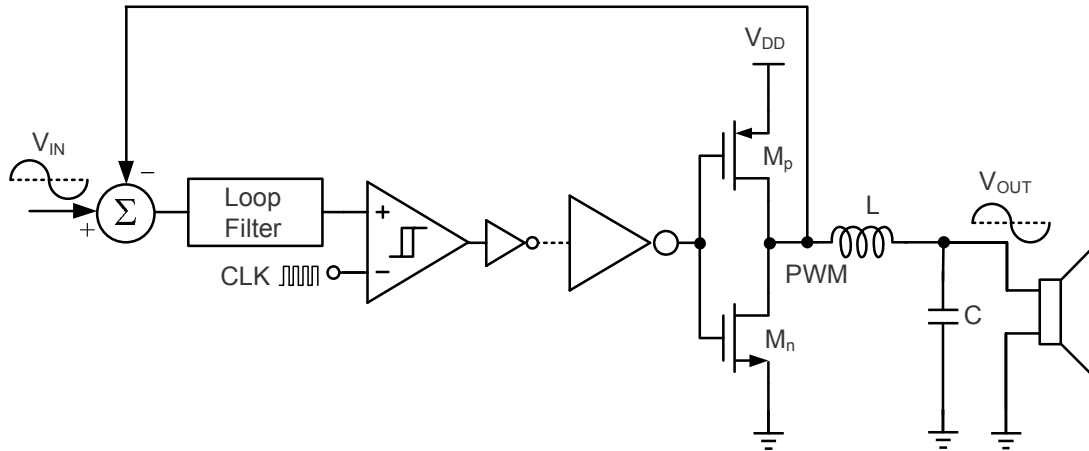 V_DD
V_IN
−
+
Σ
Loop
Filter
+
−
CLK
M_p
M_n
PWM
L
C
V_OUT